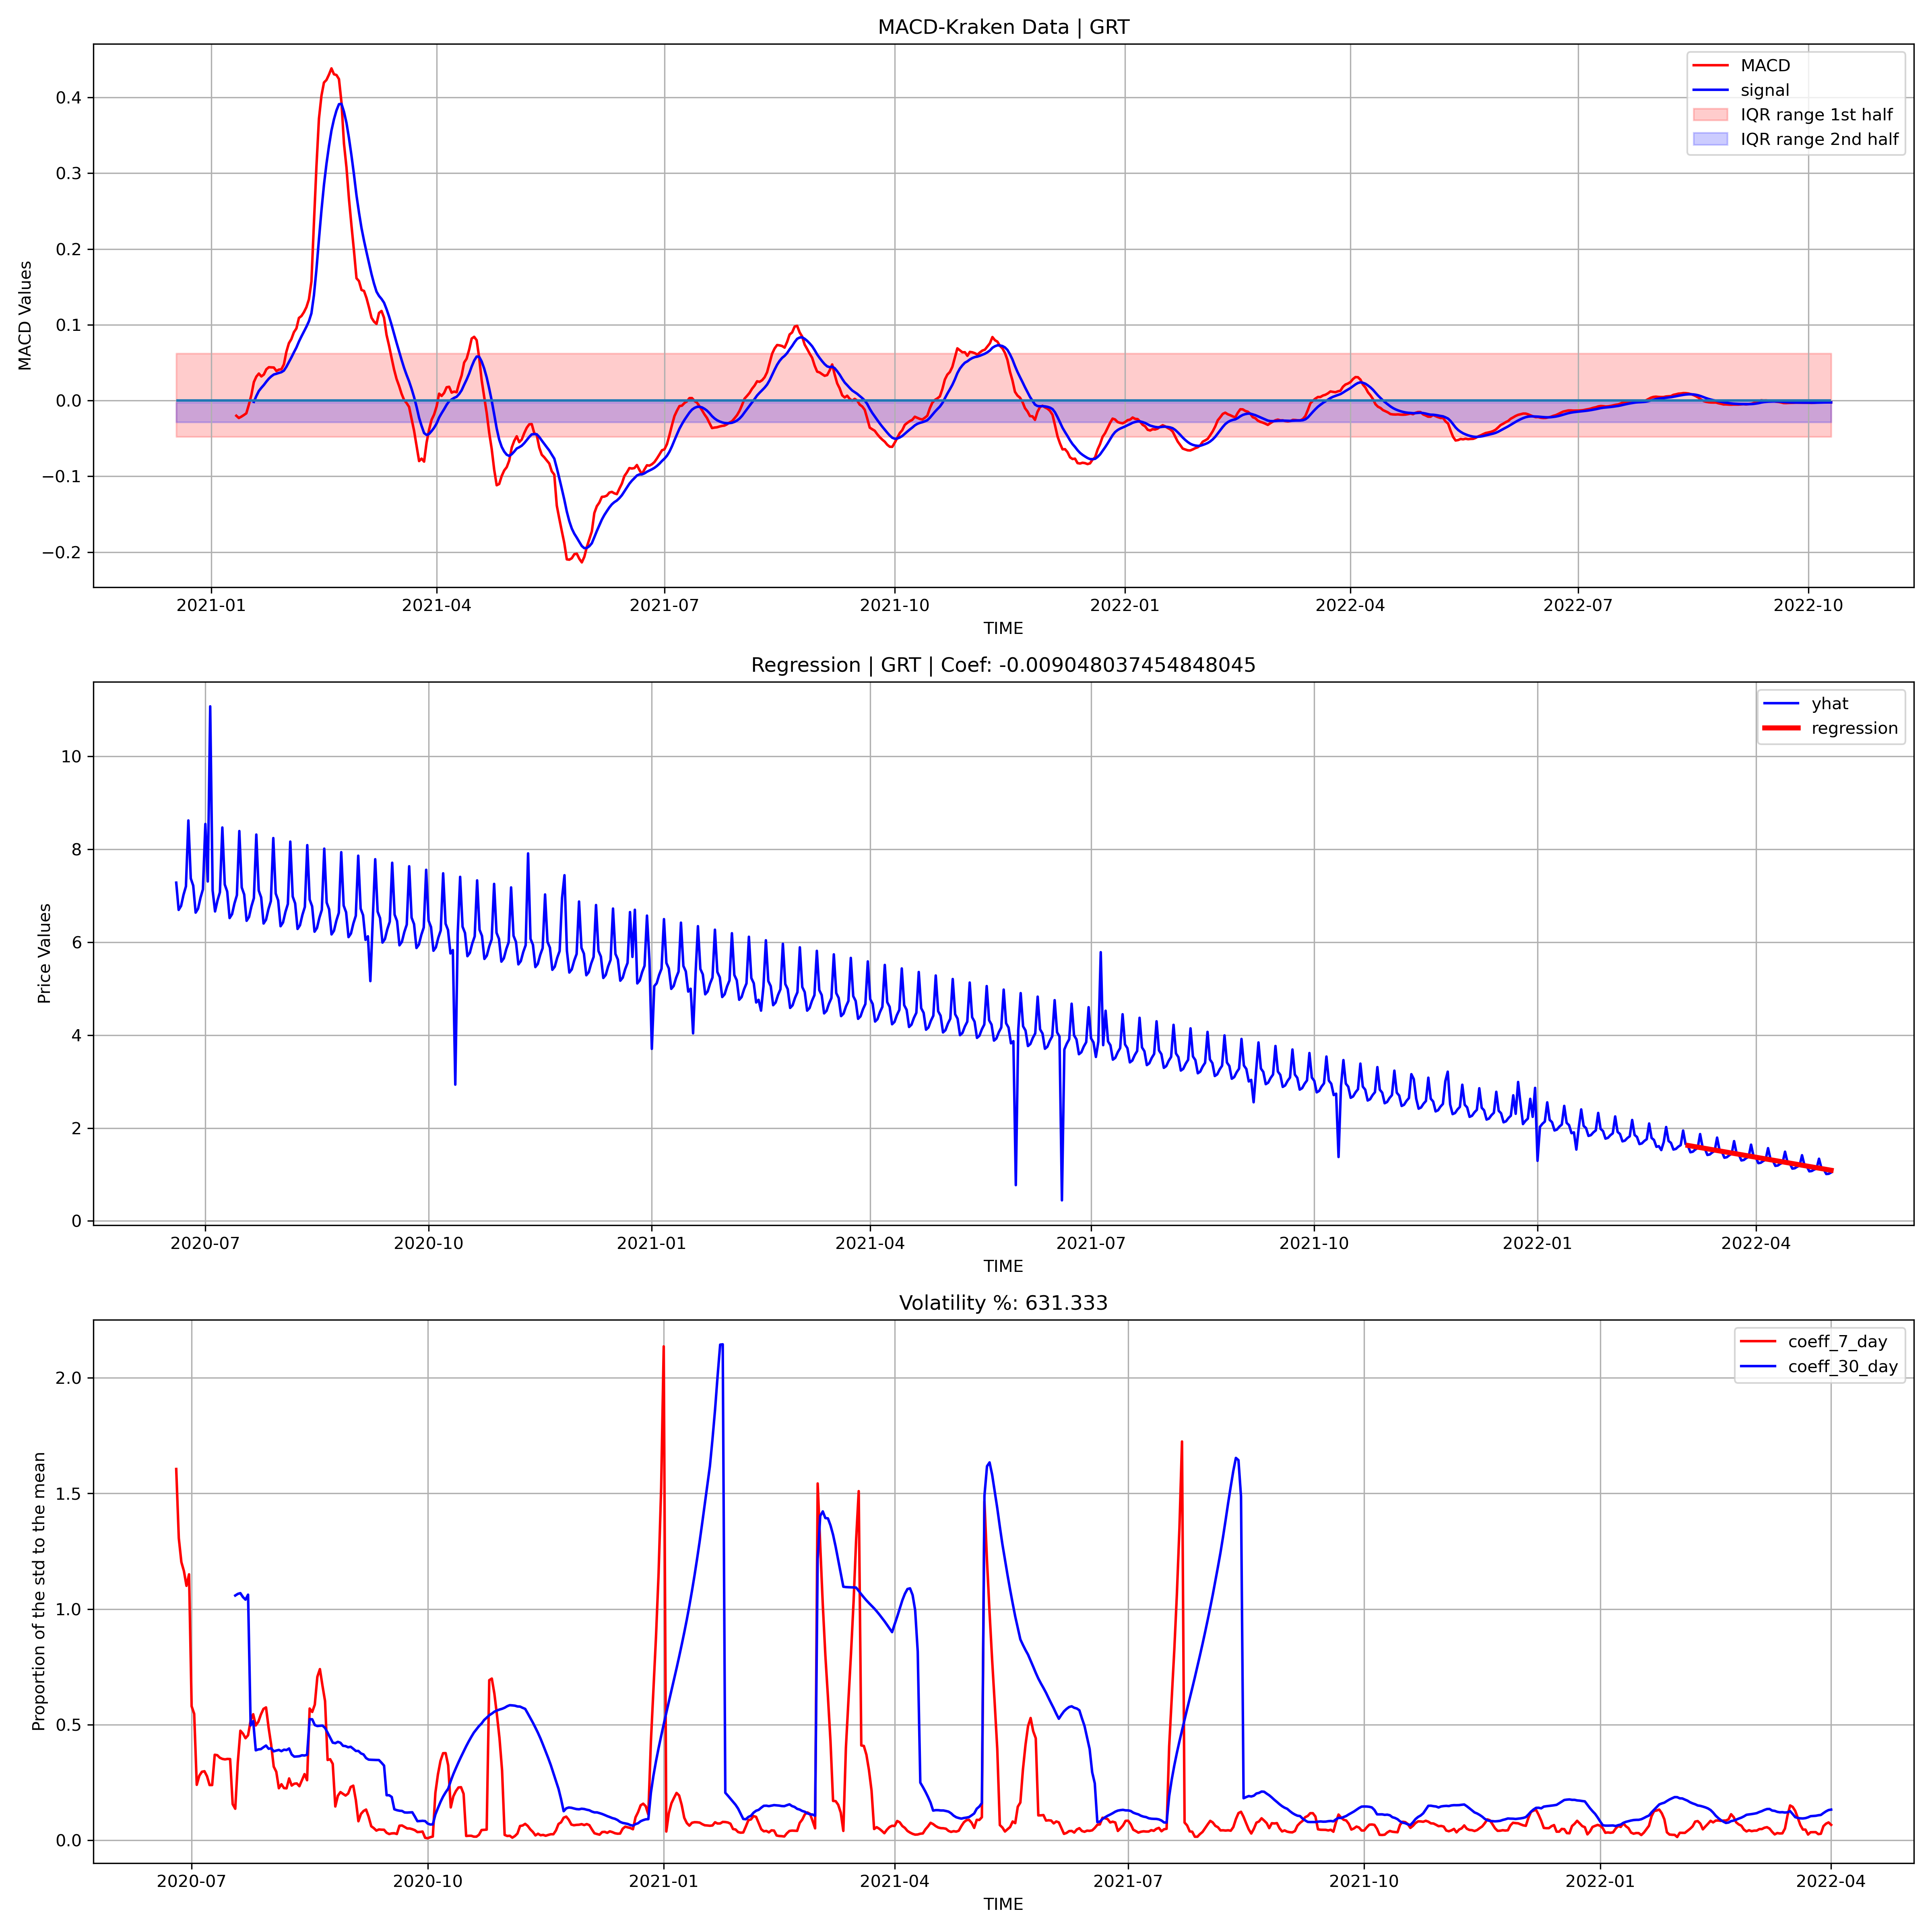 MACD-Kraken Data | GRT
MACD
signal
IQR range 1st half
IQR range 2nd half
MACD Values
0.4
0.3
0.2
0.1
0.0
−0.1
−0.2
2021-01 2021-04 2021-07 2021-10 2022-01 2022-04 2022-07 2022-10
TIME
Regression | GRT | Coef: -0.009048037454848045
yhat
regression
Price Values
10
8
6
4
2
0
2020-07 2020-10 2021-01 2021-04 2021-07 2021-10 2022-01 2022-04
TIME
Volatility %: 631.333
coeff_7_day
coeff_30_day
Proportion of the std to the mean
2.0
1.5
1.0
0.5
0.0
2020-07 2020-10 2021-01 2021-04 2021-07 2021-10 2022-01 2022-04
TIME